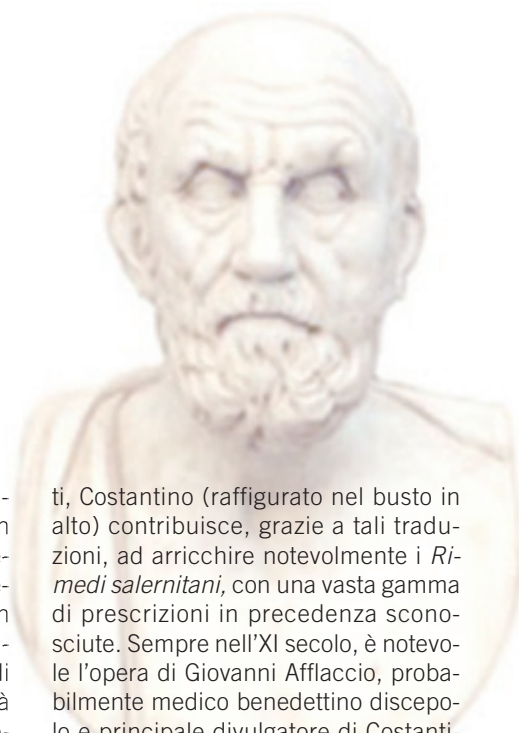 -
n
-
-
n
-
di
à
-
ti, Costantino (raffigurato nel busto in
alto) contribuisce, grazie a tali tradu-
zioni, ad arricchire notevolmente i Ri-
medi salernitani, con una vasta gamma
di prescrizioni in precedenza scono-
sciute. Sempre nell’XI secolo, è notevo-
le l’opera di Giovanni Afflaccio, proba-
bilmente medico benedettino discepo-
lo e principale divulgatore di Costanti-